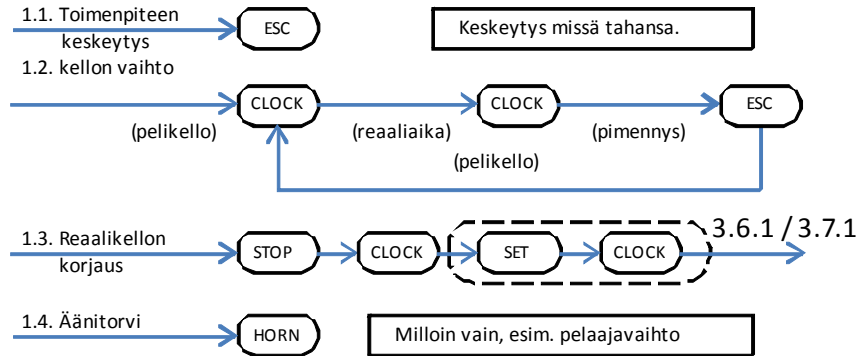 1.1. Toimenpiteen
keskeytys
ESC
Keskeytys missä tahansa.
1.2. kellon vaihto
CLOCK
CLOCK
ESC
(pelikello)
(reaaliaika)
(pimennys)
(pelikello)
1.3. Reaalikellon
korjaus
STOP
CLOCK
SET
CLOCK
3.6.1 / 3.7.1
1.4. Äänitorvi
HORN
Milloin vain, esim. pelaajavaihto